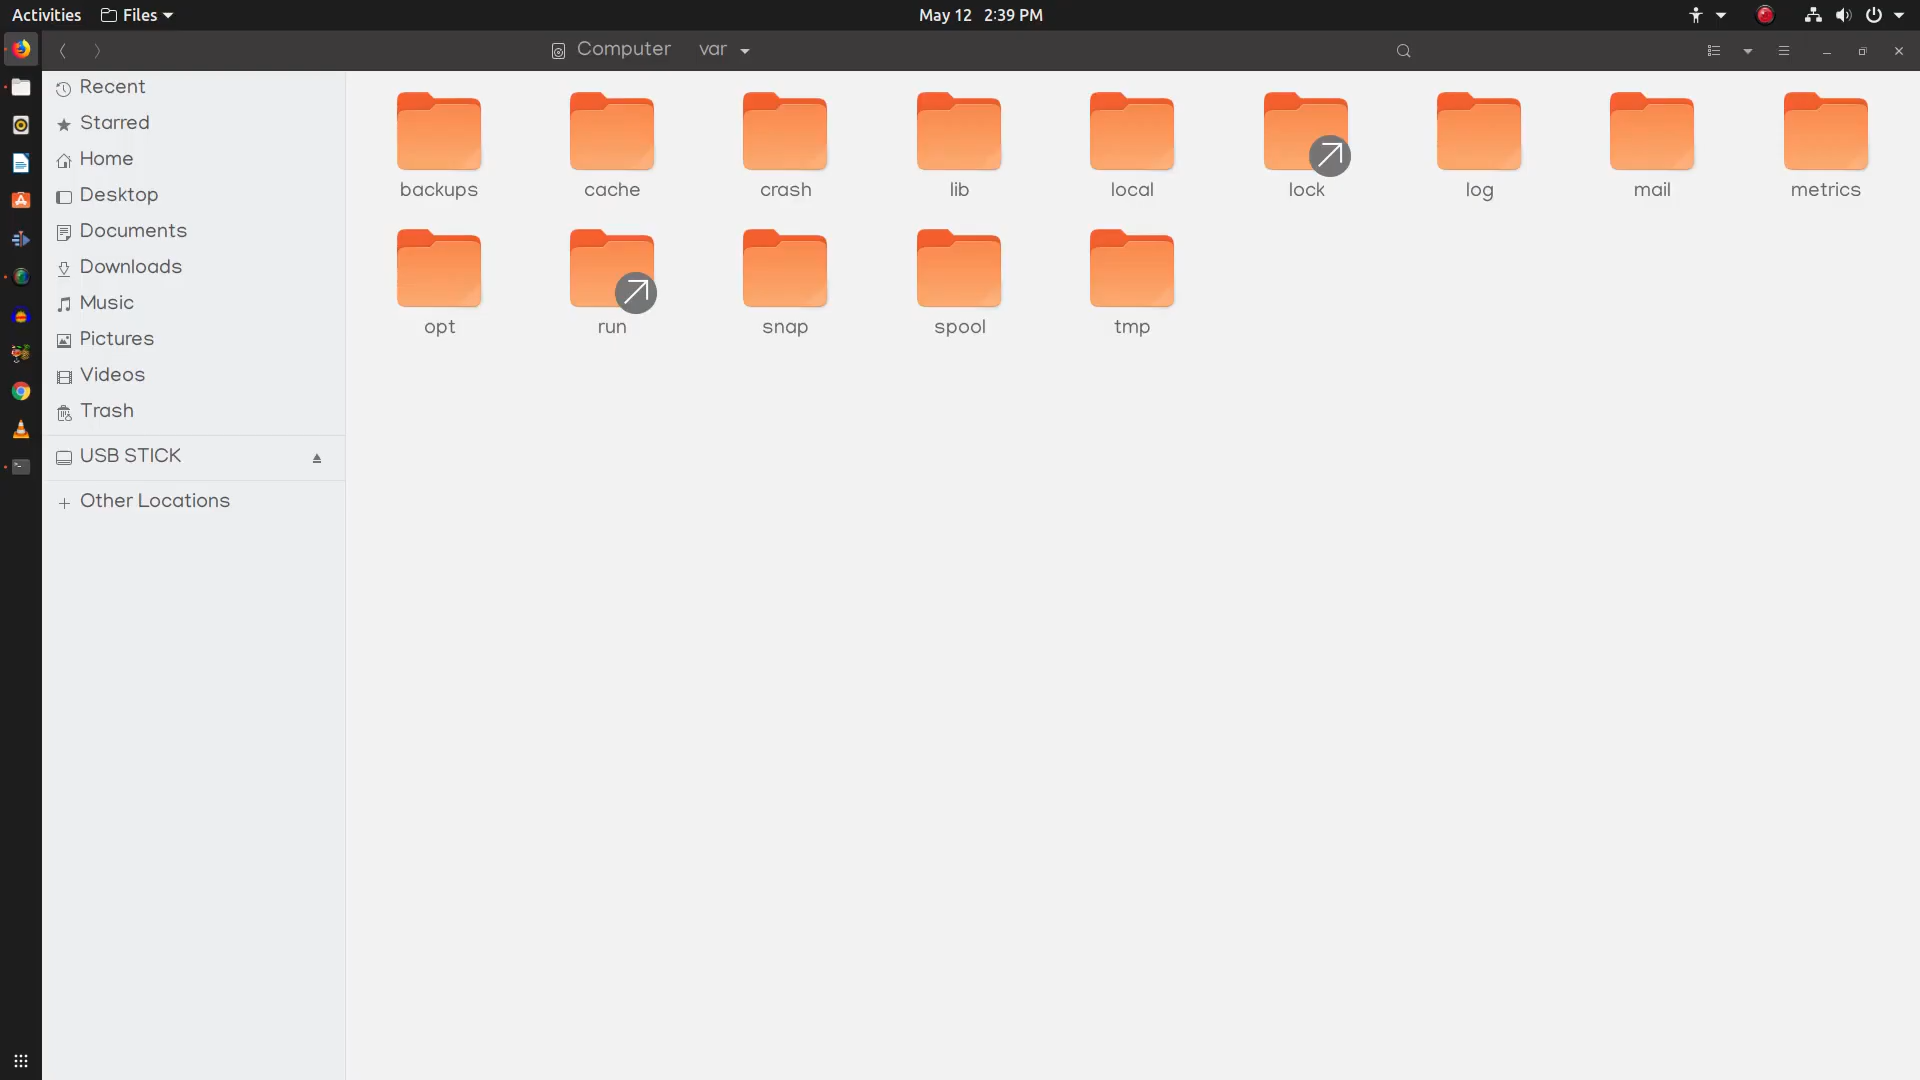 Activities Files May 12 2:39 PM
Computer var
Recent
Starred
Home
Desktop
Documents
Downloads
Music
Pictures
Videos
Trash
USB STICK
Other Locations
backups cache crash lib local lock log mail metrics
opt run snap spool tmp